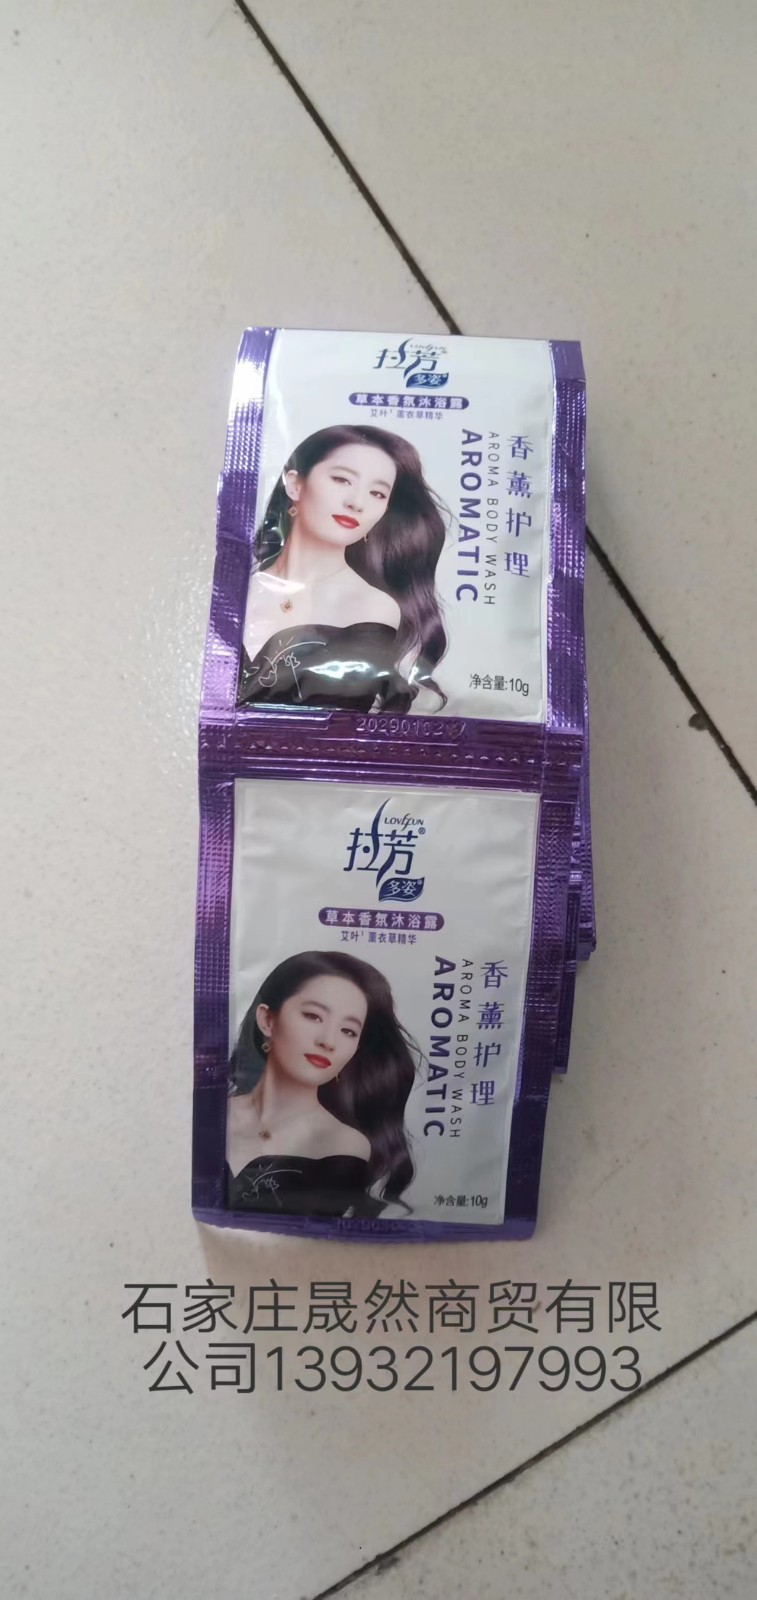 LOVEFUN
拉芳®
多姿®
草本香氛沐浴露
艾叶¹ 薰衣草精华
香薰护理
AROMA BODY WASH
AROMATIC
净含量:10g
LOVEFUN
拉芳®
多姿®
草本香氛沐浴露
艾叶¹ 薰衣草精华
香薰护理
AROMA BODY WASH
AROMATIC
净含量:10g
石家庄晟然商贸有限
公司13932197993